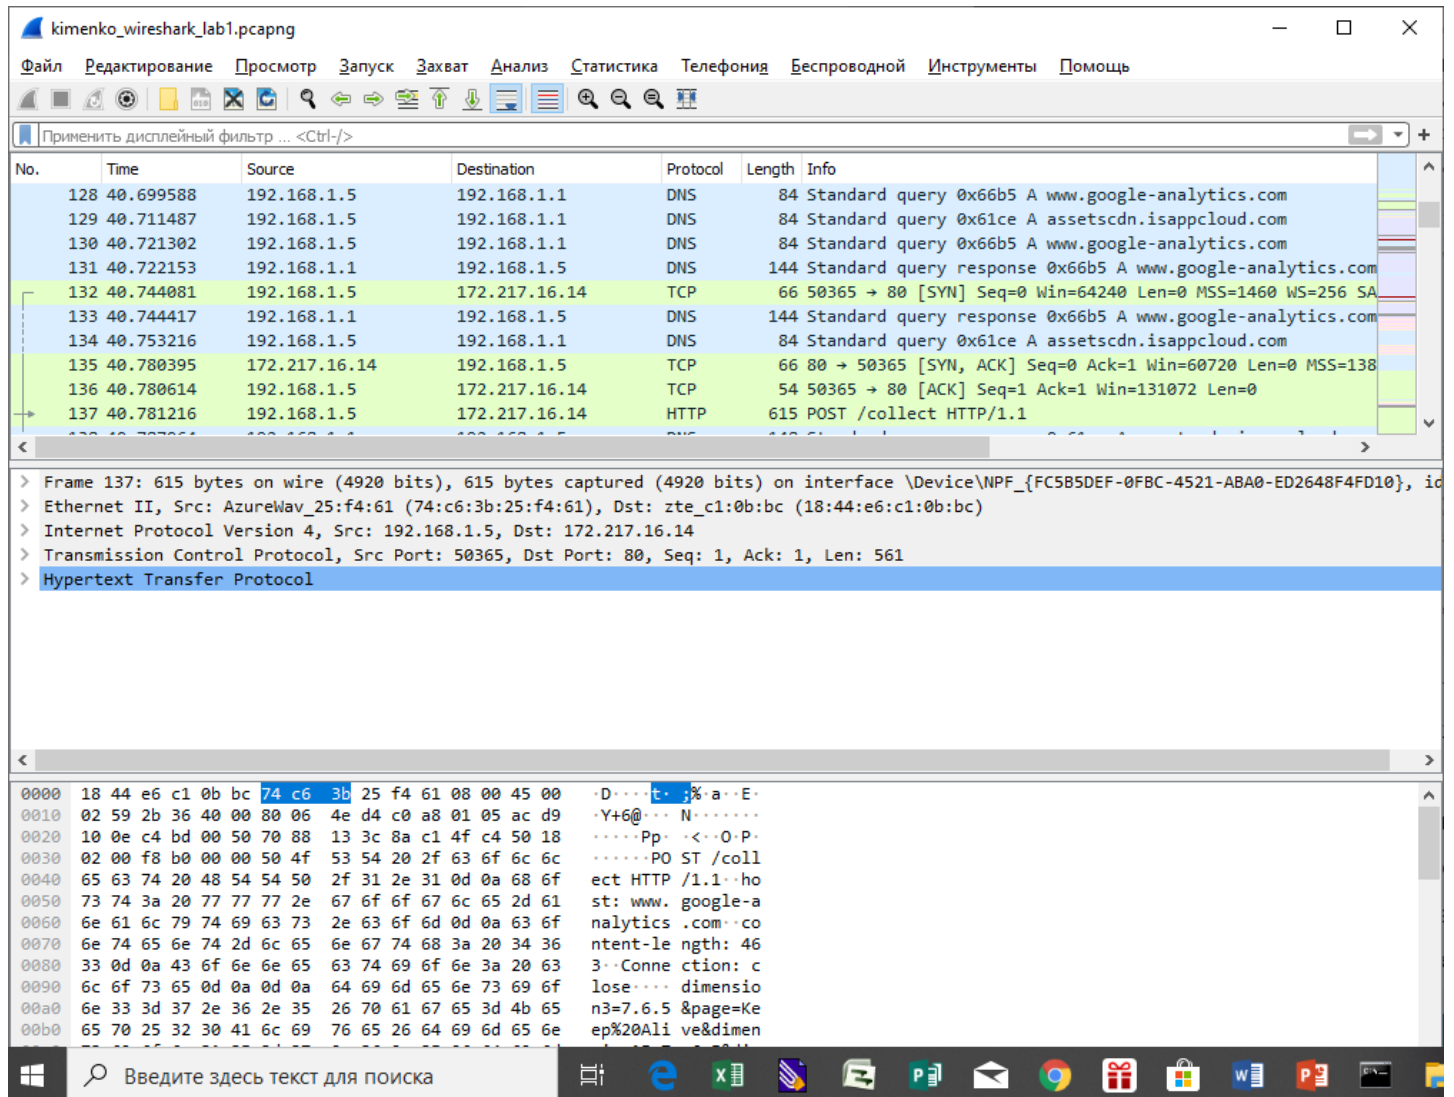 kimenko_wireshark_lab1.pcapng
Файл Редактирование Просмотр Запуск Захват Анализ Статистика Телефония Беспроводной Инструменты Помощь
Применить дисплейный фильтр ... <Ctrl-/>
No. Time Source Destination Protocol Length Info
128 40.699588 192.168.1.5 192.168.1.1 DNS 84 Standard query 0x66b5 A www.google-analytics.com
129 40.711487 192.168.1.5 192.168.1.1 DNS 84 Standard query 0x61ce A assetscdn.isappcloud.com
130 40.721302 192.168.1.5 192.168.1.1 DNS 84 Standard query 0x66b5 A www.google-analytics.com
131 40.722153 192.168.1.1 192.168.1.5 DNS 144 Standard query response 0x66b5 A www.google-analytics.com
132 40.744081 192.168.1.5 172.217.16.14 TCP 66 50365 → 80 [SYN] Seq=0 Win=64240 Len=0 MSS=1460 WS=256 SA
133 40.744417 192.168.1.1 192.168.1.5 DNS 144 Standard query response 0x66b5 A www.google-analytics.com
134 40.753216 192.168.1.5 192.168.1.1 DNS 84 Standard query 0x61ce A assetscdn.isappcloud.com
135 40.780395 172.217.16.14 192.168.1.5 TCP 66 80 → 50365 [SYN, ACK] Seq=0 Ack=1 Win=60720 Len=0 MSS=138
136 40.780614 192.168.1.5 172.217.16.14 TCP 54 50365 → 80 [ACK] Seq=1 Ack=1 Win=131072 Len=0
137 40.781216 192.168.1.5 172.217.16.14 HTTP 615 POST /collect HTTP/1.1
Frame 137: 615 bytes on wire (4920 bits), 615 bytes captured (4920 bits) on interface \Device\NPF_{FC5B5DEF-0FBC-4521-ABA0-ED2648F4FD10}, id
Ethernet II, Src: AzureWav_25:f4:61 (74:c6:3b:25:f4:61), Dst: zte_c1:0b:bc (18:44:e6:c1:0b:bc)
Internet Protocol Version 4, Src: 192.168.1.5, Dst: 172.217.16.14
Transmission Control Protocol, Src Port: 50365, Dst Port: 80, Seq: 1, Ack: 1, Len: 561
Hypertext Transfer Protocol
0000 18 44 e6 c1 0b bc 74 c6 3b 25 f4 61 08 00 45 00 ·D····t· ;%·a··E·
0010 02 59 2b 36 40 00 80 06 4e d4 c0 a8 01 05 ac d9 ·Y+6@··· N·······
0020 10 0e c4 bd 00 50 70 88 13 3c 8a c1 4f c4 50 18 ·····Pp· ·<··O·P·
0030 02 00 f8 b0 00 00 50 4f 53 54 20 2f 63 6f 6c 6c ······PO ST /coll
0040 65 63 74 20 48 54 54 50 2f 31 2e 31 0d 0a 68 6f ect HTTP /1.1··ho
0050 73 74 3a 20 77 77 77 2e 67 6f 6f 67 6c 65 2d 61 st: www. google-a
0060 6e 61 6c 79 74 69 63 73 2e 63 6f 6d 0d 0a 63 6f nalytics .com··co
0070 6e 74 65 6e 74 2d 6c 65 6e 67 74 68 3a 20 34 36 ntent-le ngth: 46
0080 33 0d 0a 43 6f 6e 6e 65 63 74 69 6f 6e 3a 20 63 3··Conne ction: c
0090 6c 6f 73 65 0d 0a 0d 0a 64 69 6d 65 6e 73 69 6f lose···· dimensio
00a0 6e 33 3d 37 2e 36 2e 35 26 70 61 67 65 3d 4b 65 n3=7.6.5 &page=Ke
00b0 65 70 25 32 30 41 6c 69 76 65 26 64 69 6d 65 6e ep%20Ali ve&dimen
Введите здесь текст для поиска